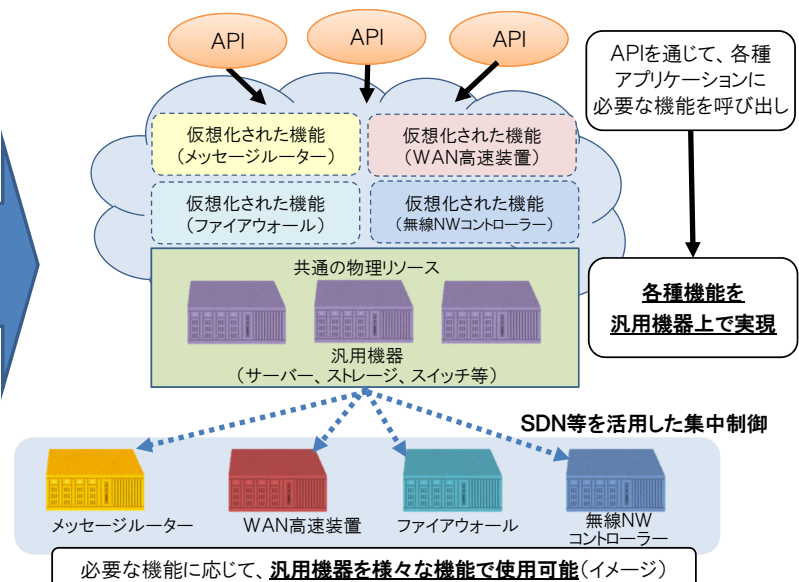 API
API
API
APIを通じて、各種
アプリケーションに
必要な機能を呼び出し
仮想化された機能
（メッセージルーター）
仮想化された機能
（WAN高速装置）
仮想化された機能
（ファイアウォール）
仮想化された機能
（無線NWコントローラー）
共通の物理リソース
汎用機器
（サーバー、ストレージ、スイッチ等）
各種機能を
汎用機器上で実現
SDN等を活用した集中制御
メッセージルーター
WAN高速装置
ファイアウォール
無線NW
コントローラー
必要な機能に応じて、汎用機器を様々な機能で使用可能（イメージ）